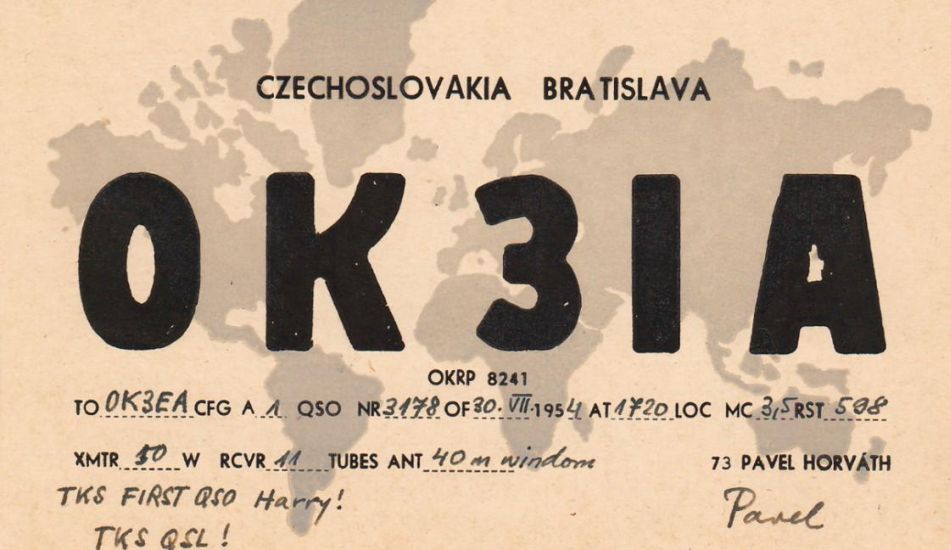 CZECHOSLOVAKIA BRATISLAVA
OK3IA
OKRP 8241
TO OK3EA CFG A 1 QSO NR 3178 OF 30. VII. 1954 AT 1720 LOC MC 3,5 RST 598
XMTR 50 W RCVR 11 TUBES ANT 40 m windom
73 PAVEL HORVÁTH
TKS FIRST QSO Harry!
Pavel
TKS QSL!